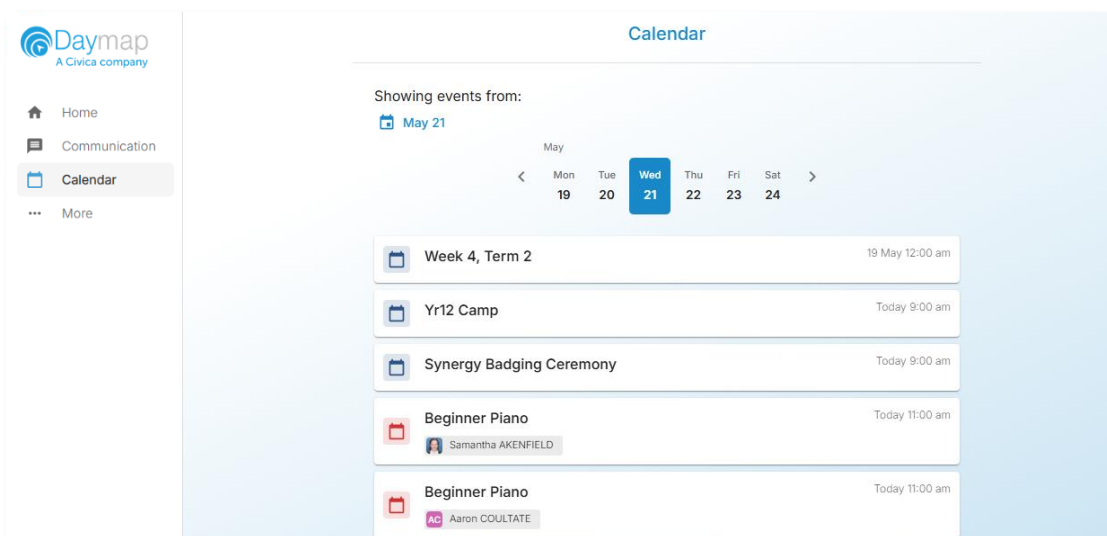 Daymap
A Civica company
Home
Communication
Calendar
More
Calendar
Showing events from:
May 21
May
Mon Tue Wed Thu Fri Sat
19 20 21 22 23 24
Week 4, Term 2 19 May 12:00 am
Yr12 Camp Today 9:00 am
Synergy Badging Ceremony Today 9:00 am
Beginner Piano Today 11:00 am
Samantha AKENFIELD
Beginner Piano Today 11:00 am
AC Aaron COULTATE